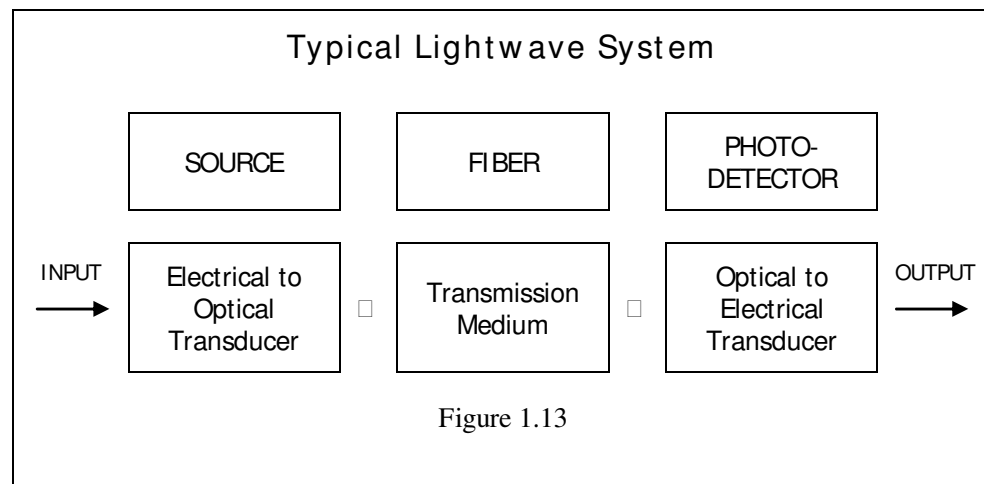 Typical Lightwave System
SOURCE
FIBER
PHOTO-
DETECTOR
INPUT
Electrical to
Optical
Transducer
Transmission
Medium
Optical to
Electrical
Transducer
OUTPUT
Figure 1.13